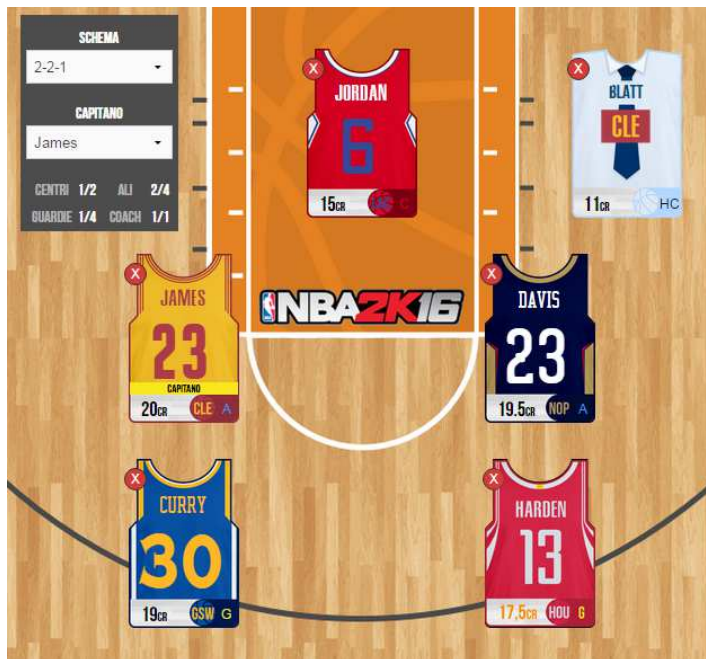 SCHEMA
2-2-1
CAPITANO
James
CENTRI 1/2 ALI 2/4
GUARDIE 1/4 COACH 1/1
X
JORDAN
6
15CR LAC C
X
BLATT
CLE
11CR HC
X
JAMES
23
CAPITANO
20CR CLE A
NBA2K16
X
DAVIS
23
19.5CR NOP A
X
CURRY
30
19CR GSW G
X
HARDEN
13
17.5CR HOU G